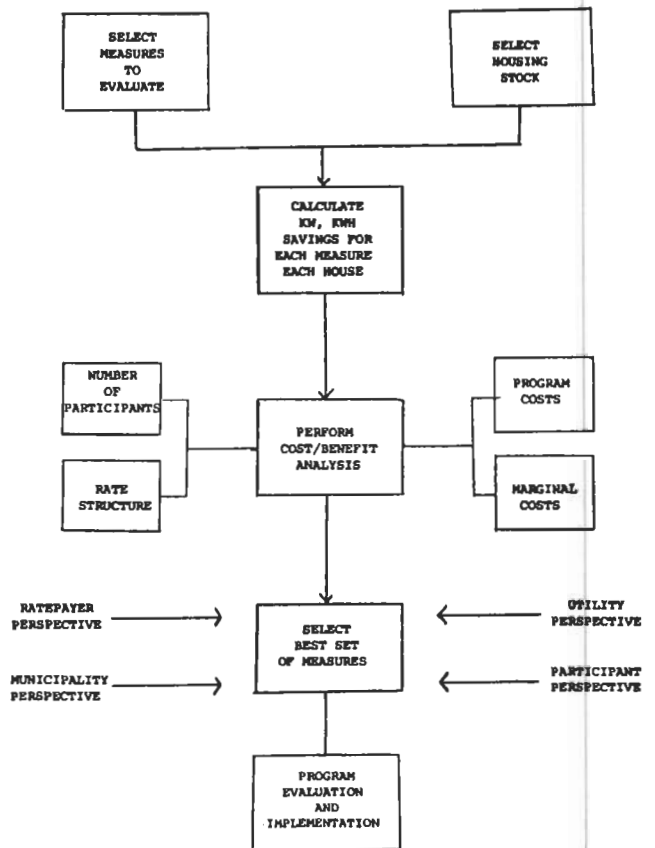 SELECT
MEASURES
TO
EVALUATE
SELECT
HOUSING
STOCK
CALCULATE
KW, KWH
SAVINGS FOR
EACH MEASURE
EACH HOUSE
NUMBER
OF
PARTICIPANTS
RATE
STRUCTURE
PERFORM
COST/BENEFIT
ANALYSIS
PROGRAM
COSTS
MARGINAL
COSTS
RATEPAYER
PERSPECTIVE
MUNICIPALITY
PERSPECTIVE
SELECT
BEST SET
OF MEASURES
UTILITY
PERSPECTIVE
PARTICIPANT
PERSPECTIVE
PROGRAM
EVALUATION
AND
IMPLEMENTATION